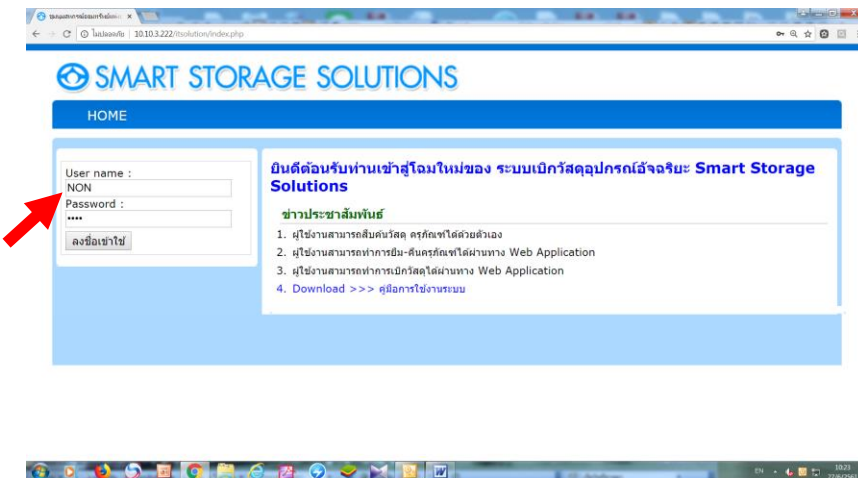 ไม่ปลอดภัย | 10.10.3.222/itsolution/index.php
SMART STORAGE SOLUTIONS
HOME
User name :
NON
Password :
••••
ลงชื่อเข้าใช้
ยินดีต้อนรับท่านเข้าสู่โฉมใหม่ของ ระบบเบิกวัสดุอุปกรณ์อัจฉริยะ Smart Storage
Solutions
ข่าวประชาสัมพันธ์
1. ผู้ใช้งานสามารถสืบค้นวัสดุ ครุภัณฑ์ได้ด้วยตัวเอง
2. ผู้ใช้งานสามารถทำการยืม-คืนครุภัณฑ์ได้ผ่านทาง Web Application
3. ผู้ใช้งานสามารถทำการเบิกวัสดุได้ผ่านทาง Web Application
4. Download >>> คู่มือการใช้งานระบบ
EN
10:23